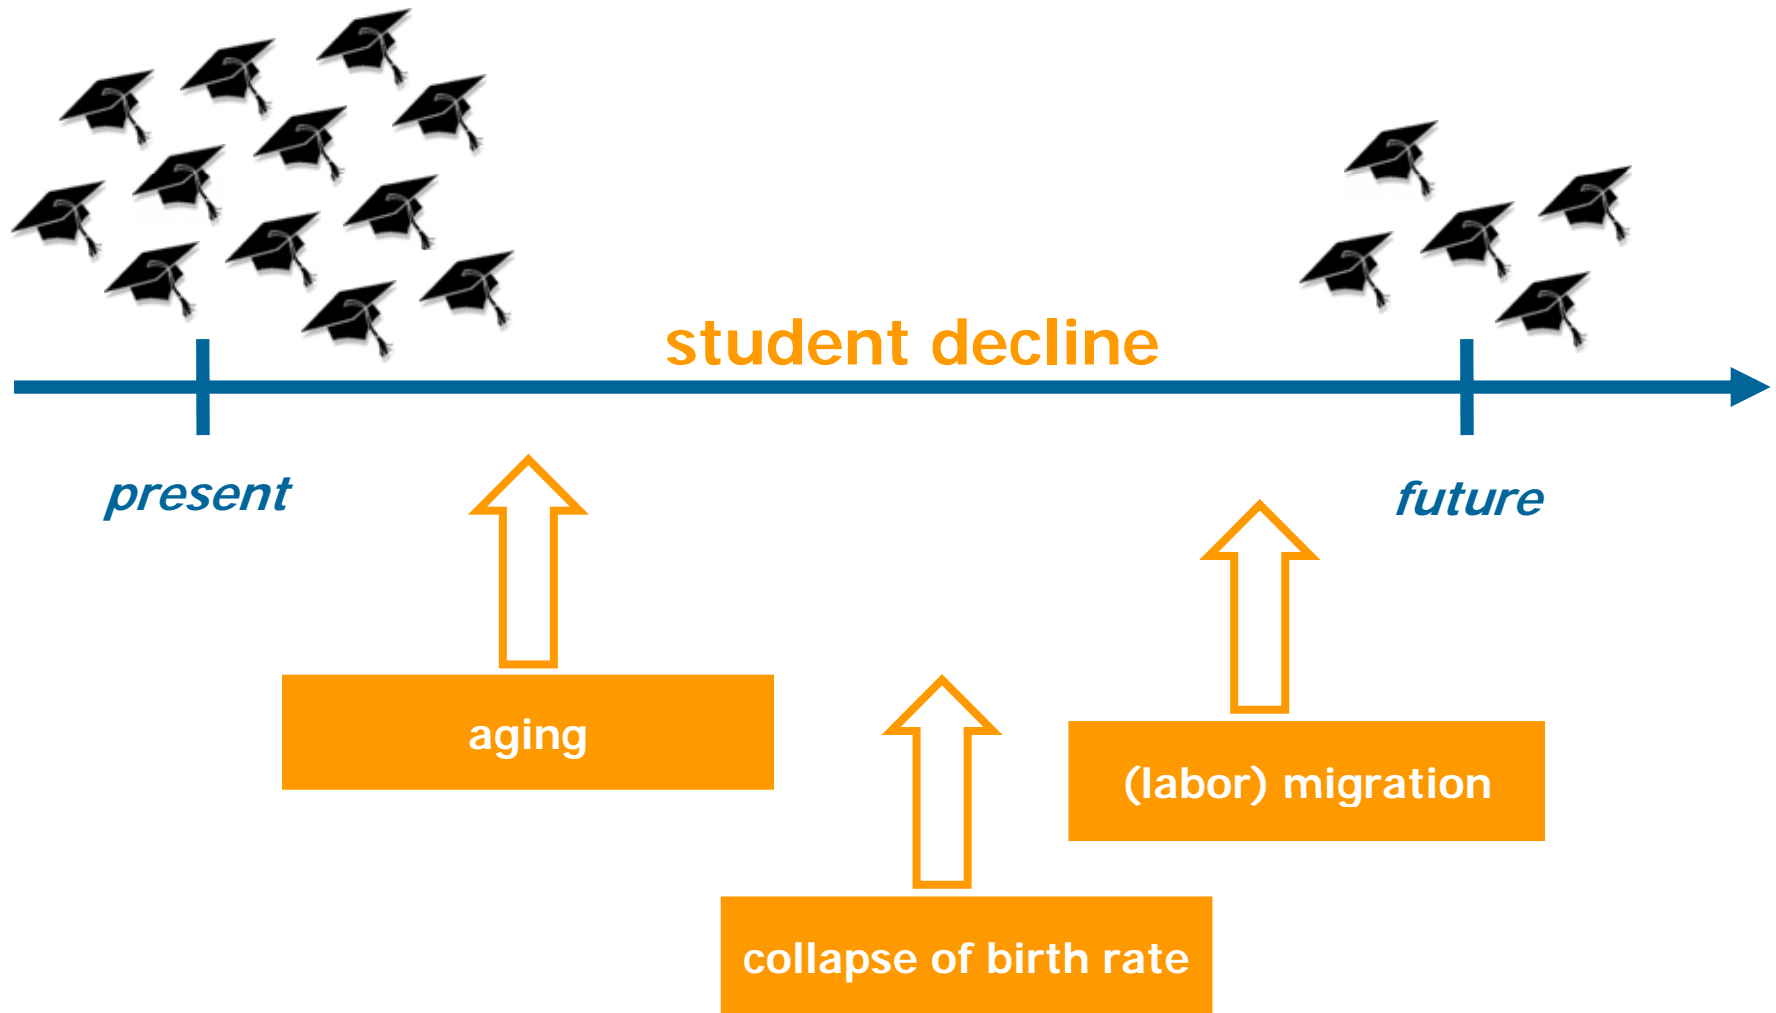 student decline
present
future
aging
(labor) migration
collapse of birth rate